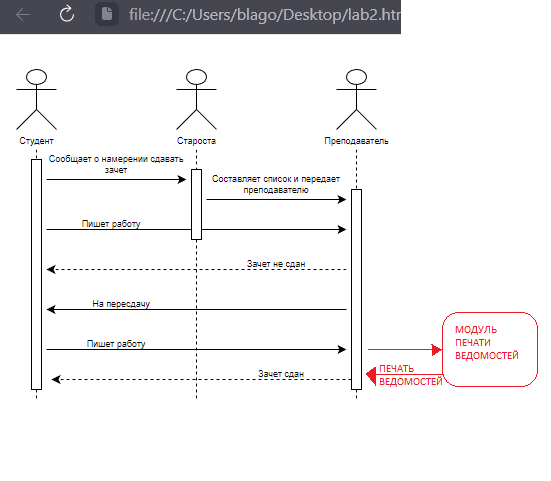 file:///C:/Users/blago/Desktop/lab2.htm
Студент
Староста
Преподаватель
Сообщает о намерении сдавать
зачет
Составляет список и передает
преподавателю
Пишет работу
Зачет не сдан
На пересдачу
Пишет работу
МОДУЛЬ
ПЕЧАТИ
ВЕДОМОСТЕЙ
Зачет сдан
ПЕЧАТЬ
ВЕДОМОСТЕЙ